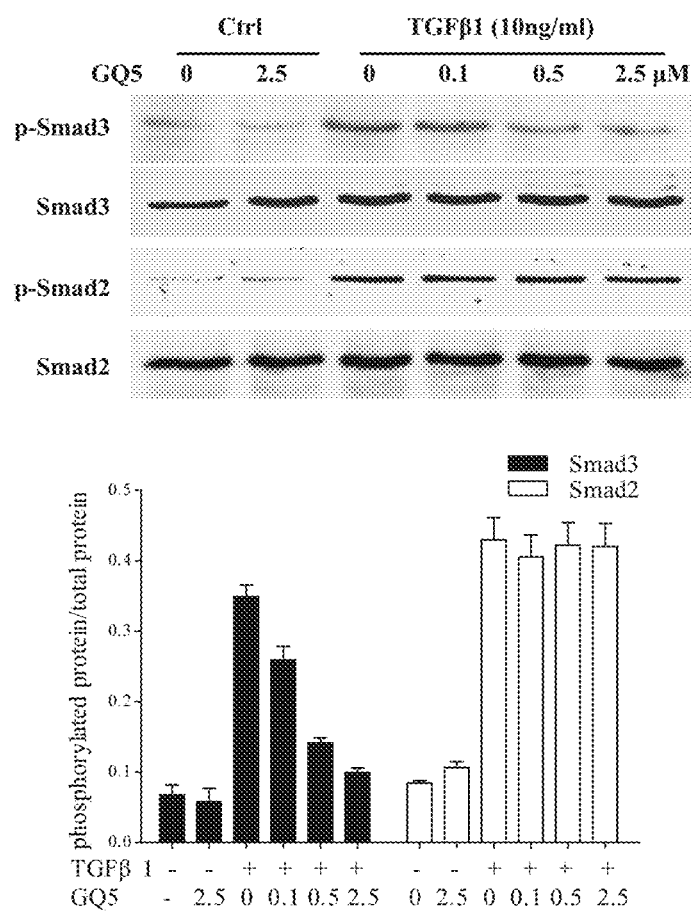 Ctrl TGFβ1 (10ng/ml)
GQ5 0 2.5 0 0.1 0.5 2.5 μM
p-Smad3
Smad3
p-Smad2
Smad2
Smad3
Smad2
phosphorylated protein/total protein
0.5
0.4
0.3
0.2
0.1
0.0
TGFβ 1 - - + + + + - - + + + +
GQ5 - 2.5 0 0.1 0.5 2.5 0 2.5 0 0.1 0.5 2.5